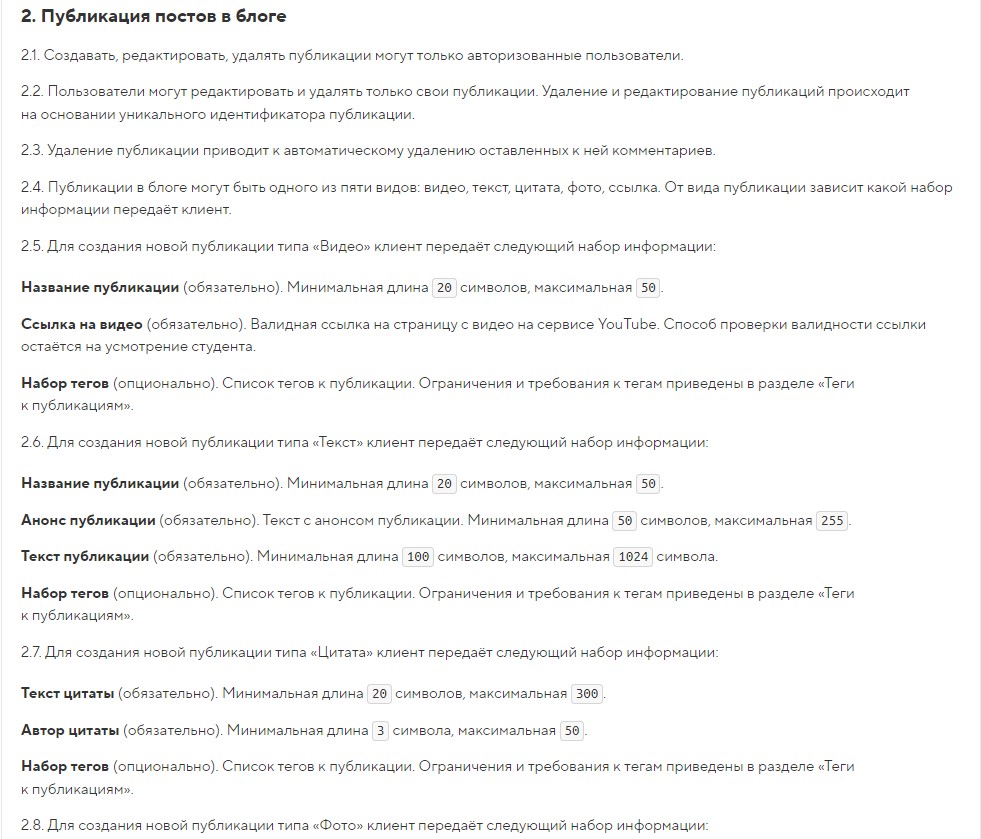 2. Публикация постов в блоге
2.1. Создавать, редактировать, удалять публикации могут только авторизованные пользователи.
2.2. Пользователи могут редактировать и удалять только свои публикации. Удаление и редактирование публикаций происходит
на основании уникального идентификатора публикации.
2.3. Удаление публикации приводит к автоматическому удалению оставленных к ней комментариев.
2.4. Публикации в блоге могут быть одного из пяти видов: видео, текст, цитата, фото, ссылка. От вида публикации зависит какой набор
информации передаёт клиент.
2.5. Для создания новой публикации типа «Видео» клиент передаёт следующий набор информации:
Название публикации (обязательно). Минимальная длина 20 символов, максимальная 50.
Ссылка на видео (обязательно). Валидная ссылка на страницу с видео на сервисе YouTube. Способ проверки валидности ссылки
остаётся на усмотрение студента.
Набор тегов (опционально). Список тегов к публикации. Ограничения и требования к тегам приведены в разделе «Теги
к публикациям».
2.6. Для создания новой публикации типа «Текст» клиент передаёт следующий набор информации:
Название публикации (обязательно). Минимальная длина 20 символов, максимальная 50.
Анонс публикации (обязательно). Текст с анонсом публикации. Минимальная длина 50 символов, максимальная 255.
Текст публикации (обязательно). Минимальная длина 100 символов, максимальная 1024 символа.
Набор тегов (опционально). Список тегов к публикации. Ограничения и требования к тегам приведены в разделе «Теги
к публикациям».
2.7. Для создания новой публикации типа «Цитата» клиент передаёт следующий набор информации:
Текст цитаты (обязательно). Минимальная длина 20 символов, максимальная 300.
Автор цитаты (обязательно). Минимальная длина 3 символа, максимальная 50.
Набор тегов (опционально). Список тегов к публикации. Ограничения и требования к тегам приведены в разделе «Теги
к публикациям».
2.8. Для создания новой публикации типа «Фото» клиент передаёт следующий набор информации: